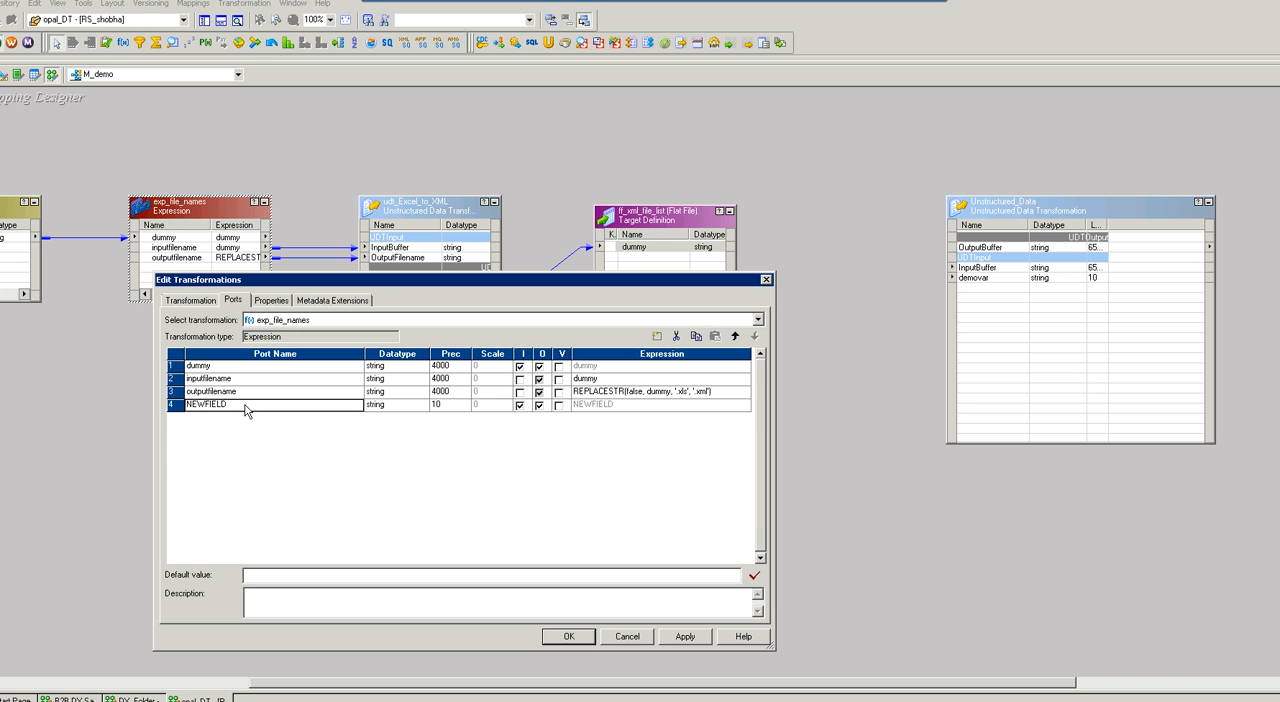 Edit View Tools Layout Versioning Mappings Transformation Window Help
opal_DT - [RS_shobha]
100%
M_demo
pping Designer
exp_file_names
Expression
Name Expression
dummy dummy
inputfilename dummy
outputfilename REPLACEST
udt_Excel_to_XML
Unstructured Data Transf...
Name Datatype
UDTInput
InputBuffer string
OutputFilename string
ff_xml_file_list (Flat File)
Target Definition
K. Name Datatype
dummy string
Unstructured_Data
Unstructured Data Transformation
Name Datatype L...
UDTOutput
OutputBuffer string 65...
UDTInput
InputBuffer string 65...
demovar string 10
Edit Transformations
Transformation Ports Properties Metadata Extensions
Select transformation: f(x) exp_file_names
Transformation type: Expression
Port Name Datatype Prec Scale I O V Expression
1 dummy string 4000 0 dummy
2 inputfilename string 4000 0 dummy
3 outputfilename string 4000 0 REPLACESTR(false, dummy, '.xls', '.xml')
4 NEWFIELD string 10 0 NEWFIELD
Default value:
Description:
OK Cancel Apply Help
tart Page B2B DY Sa DY_Folder - opal_DT - [R